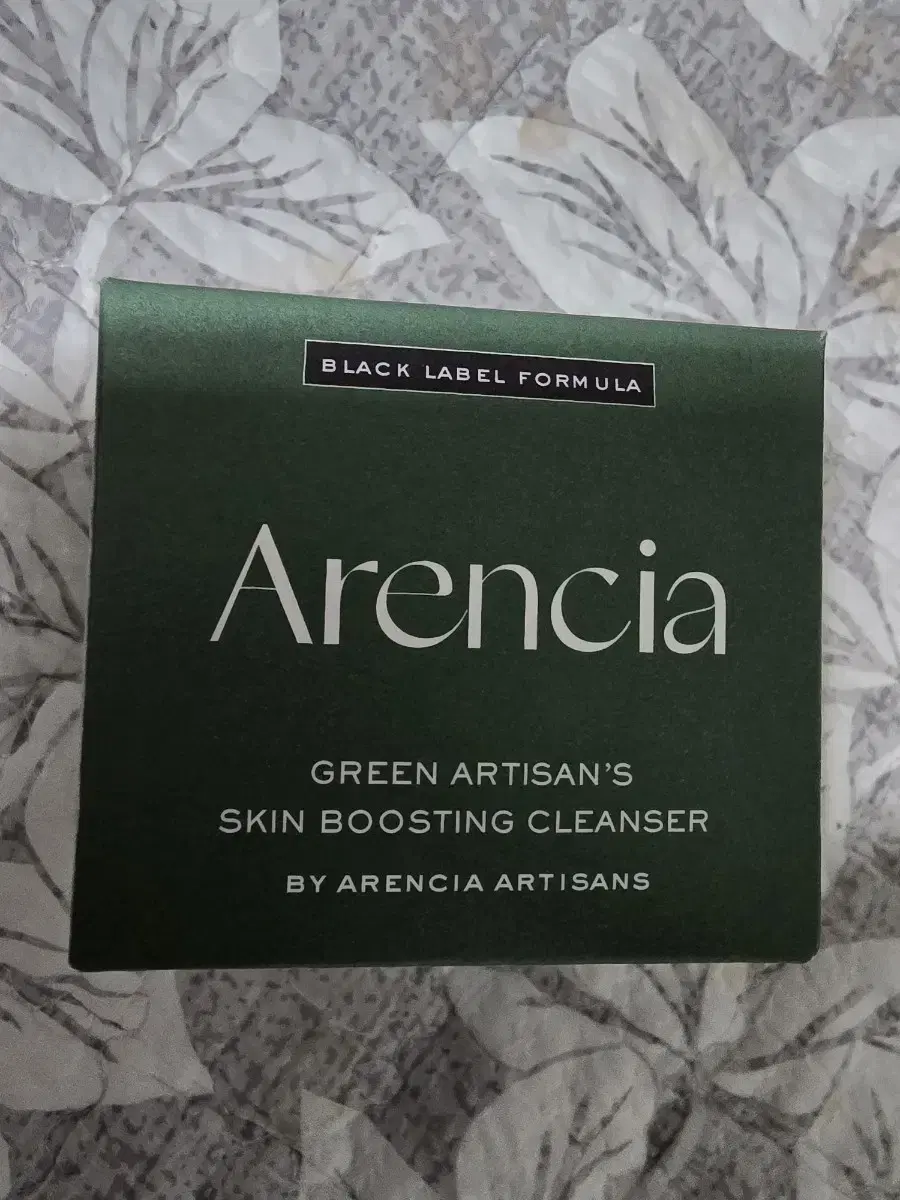 BLACK LABEL FORMULA
Arencia
GREEN ARTISAN'S
SKIN BOOSTING CLEANSER
BY ARENCIA ARTISANS